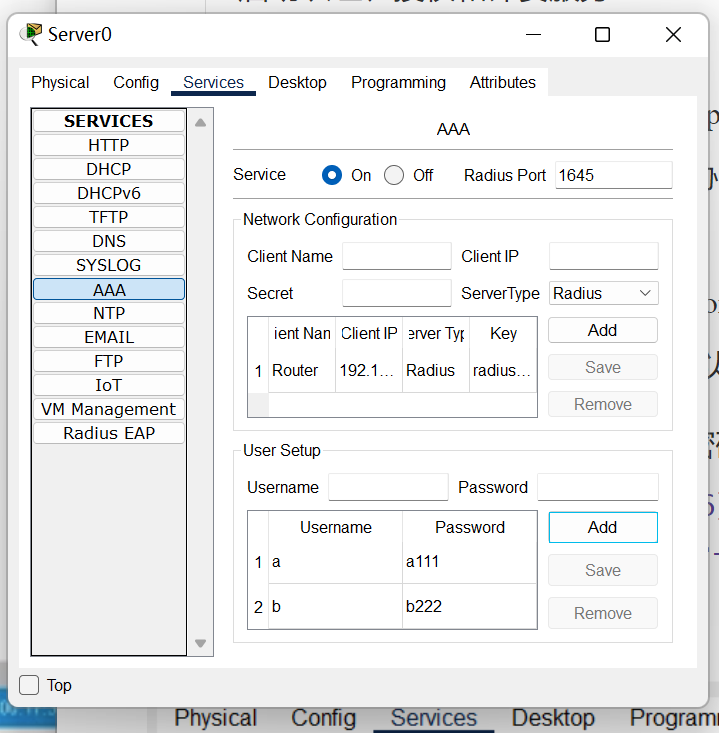 Server0
Physical Config Services Desktop Programming Attributes
SERVICES
HTTP
DHCP
DHCPv6
TFTP
DNS
SYSLOG
AAA
NTP
EMAIL
FTP
IoT
VM Management
Radius EAP
AAA
Service On Off Radius Port 1645
Network Configuration
Client Name Client IP
Secret ServerType Radius
ient Nan Client IP erver Typ Key
1 Router 192.1... Radius radius...
Add
Save
Remove
User Setup
Username Password
Username Password
1 a a111
2 b b222
Add
Save
Remove
Top
Physical Config Services Desktop Programm